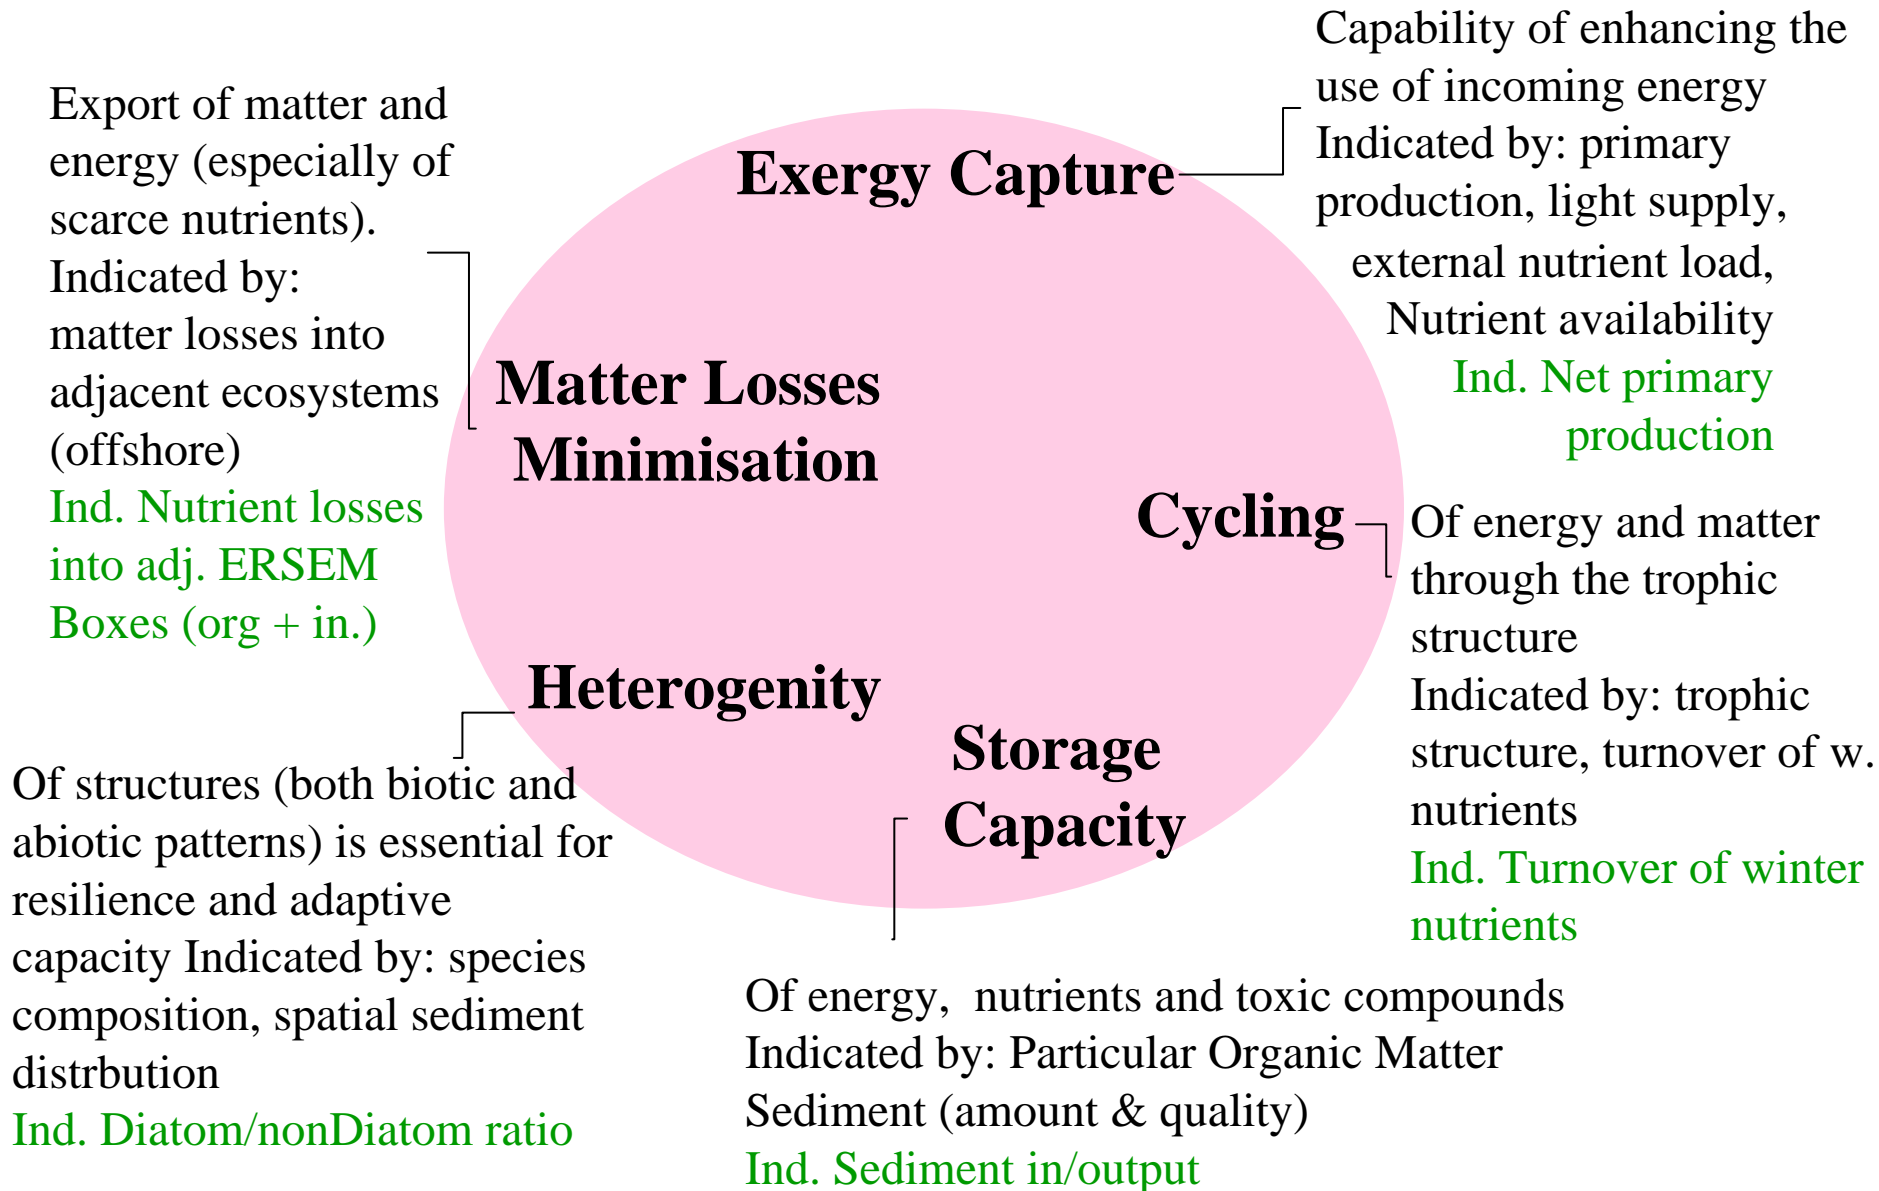 Capability of enhancing the
use of incoming energy
Indicated by: primary
production, light supply,
external nutrient load,
Nutrient availability
Ind. Net primary
production
Export of matter and
energy (especially of
scarce nutrients).
Indicated by:
matter losses into
adjacent ecosystems
(offshore)
Ind. Nutrient losses
into adj. ERSEM
Boxes (org + in.)
Exergy Capture
Matter Losses
Minimisation
Cycling
Of energy and matter
through the trophic
structure
Indicated by: trophic
structure, turnover of w.
nutrients
Ind. Turnover of winter
nutrients
Heterogenity
Storage
Capacity
Of structures (both biotic and
abiotic patterns) is essential for
resilience and adaptive
capacity Indicated by: species
composition, spatial sediment
distrbution
Ind. Diatom/nonDiatom ratio
Of energy,  nutrients and toxic compounds
Indicated by: Particular Organic Matter
Sediment (amount & quality)
Ind. Sediment in/output